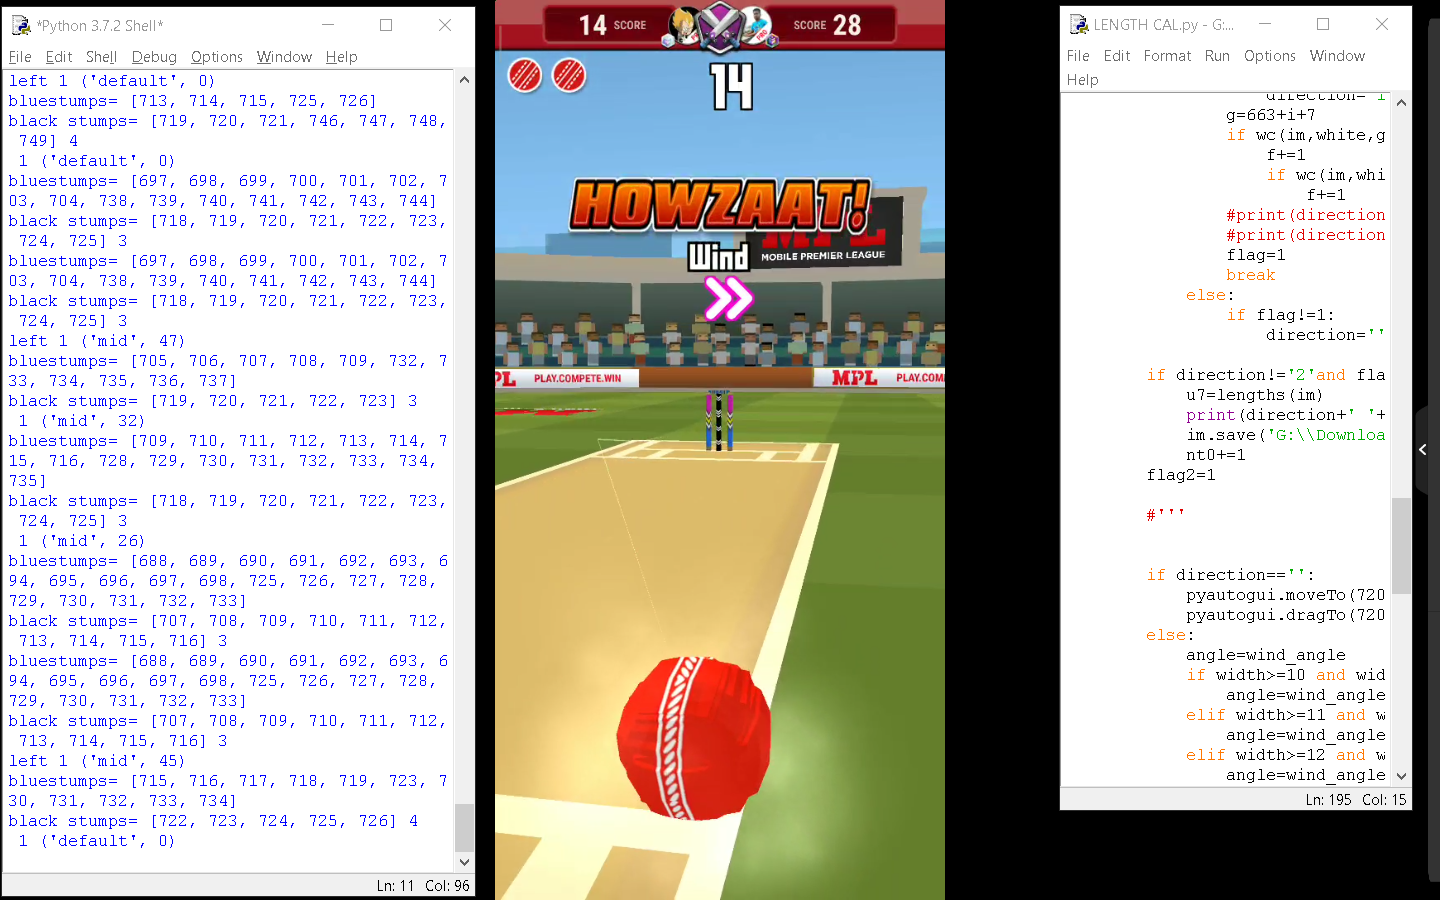 *Python 3.7.2 Shell*
File Edit Shell Debug Options Window Help
left 1 ('default', 0)
bluestumps= [713, 714, 715, 725, 726]
black stumps= [719, 720, 721, 746, 747, 748,
749] 4
1 ('default', 0)
bluestumps= [697, 698, 699, 700, 701, 702, 7
03, 704, 738, 739, 740, 741, 742, 743, 744]
black stumps= [718, 719, 720, 721, 722, 723,
724, 725] 3
bluestumps= [697, 698, 699, 700, 701, 702, 7
03, 704, 738, 739, 740, 741, 742, 743, 744]
black stumps= [718, 719, 720, 721, 722, 723,
724, 725] 3
left 1 ('mid', 47)
bluestumps= [705, 706, 707, 708, 709, 732, 7
33, 734, 735, 736, 737]
black stumps= [719, 720, 721, 722, 723] 3
1 ('mid', 32)
bluestumps= [709, 710, 711, 712, 713, 714, 7
15, 716, 728, 729, 730, 731, 732, 733, 734,
735]
black stumps= [718, 719, 720, 721, 722, 723,
724, 725] 3
1 ('mid', 26)
bluestumps= [688, 689, 690, 691, 692, 693, 6
94, 695, 696, 697, 698, 725, 726, 727, 728,
729, 730, 731, 732, 733]
black stumps= [707, 708, 709, 710, 711, 712,
713, 714, 715, 716] 3
bluestumps= [688, 689, 690, 691, 692, 693, 6
94, 695, 696, 697, 698, 725, 726, 727, 728,
729, 730, 731, 732, 733]
black stumps= [707, 708, 709, 710, 711, 712,
713, 714, 715, 716] 3
left 1 ('mid', 45)
bluestumps= [715, 716, 717, 718, 719, 723, 7
30, 731, 732, 733, 734]
black stumps= [722, 723, 724, 725, 726] 4
1 ('default', 0)
Ln: 11 Col: 96
14 SCORE
SCORE 28
PRO
14
HOWZAAT!
Wind
MPL
MOBILE PREMIER LEAGUE
PL PLAY.COMPETE.WIN
MPL PLAY.COM
LENGTH CAL.py - G:...
File Edit Format Run Options Window
Help
direction='l
g=663+i+7
if wc(im,white,g
f+=1
if wc(im,whi
f+=1
#print(direction
#print(direction
flag=1
break
else:
if flag!=1:
direction=''
if direction!='2'and fla
u7=lengths(im)
print(direction+' '+
im.save('G:\\Downloa
nt0+=1
flag2=1
#'''
if direction=='':
pyautogui.moveTo(720
pyautogui.dragTo(720
else:
angle=wind_angle
if width>=10 and wid
angle=wind_angle
elif width>=11 and w
angle=wind_angle
elif width>=12 and w
angle=wind_angle
Ln: 195 Col: 15